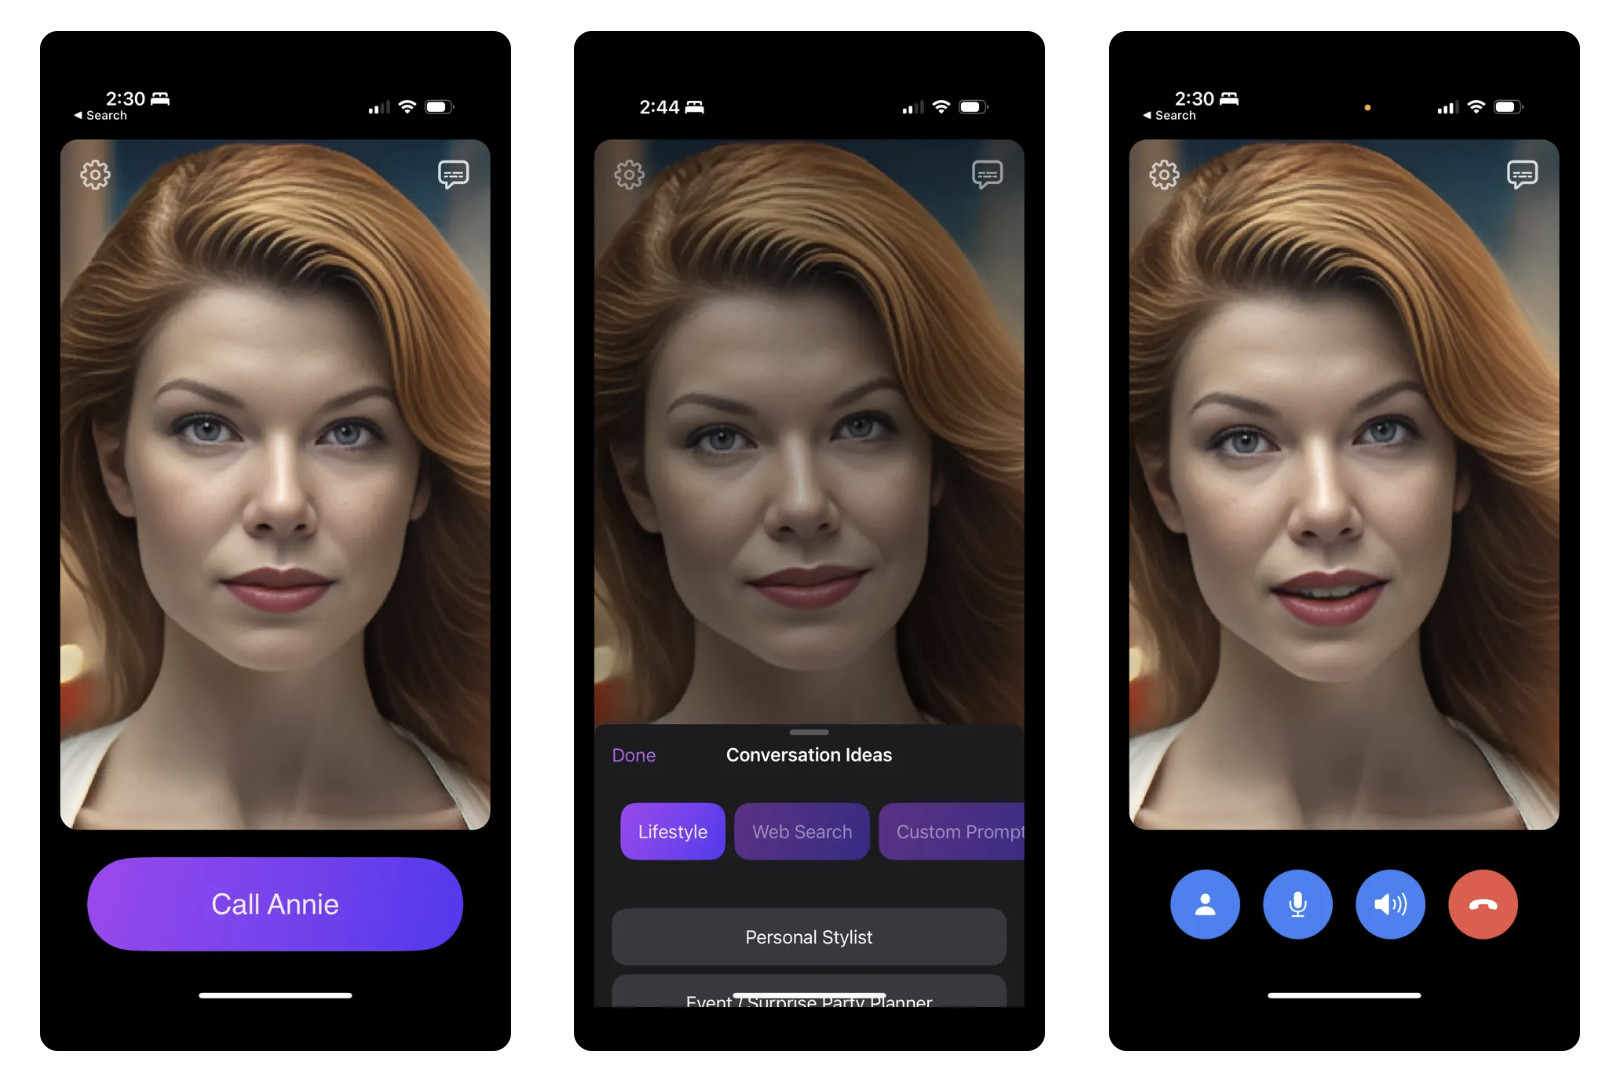 2:30
◀ Search
Call Annie
2:44
Done
Conversation Ideas
Lifestyle
Web Search
Custom Prompt
Personal Stylist
Event / Surprise Party Planner
2:30
◀ Search